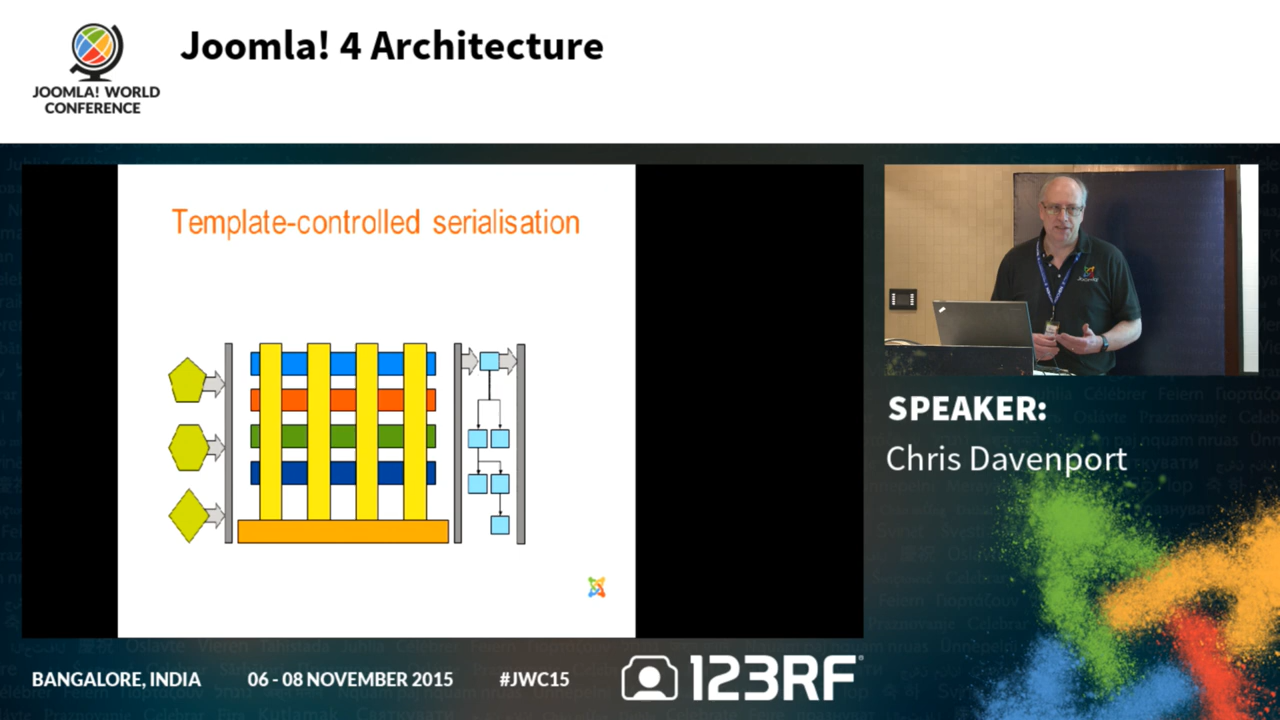 Joomla! 4 Architecture
JOOMLA! WORLD
CONFERENCE
Template-controlled serialisation
SPEAKER:
Chris Davenport
BANGALORE, INDIA
06 - 08 NOVEMBER 2015
#JWC15
123RF